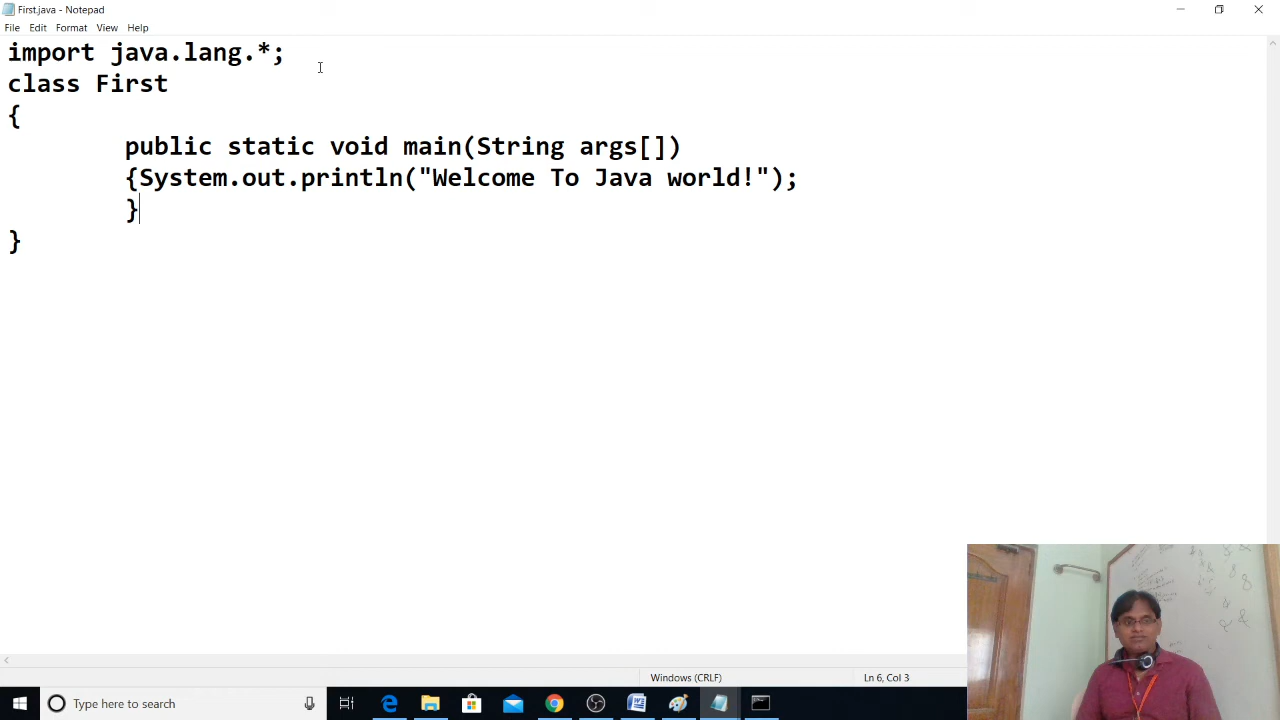 First.java - Notepad
File Edit Format View Help
import java.lang.*;
class First
{
public static void main(String args[])
{System.out.println("Welcome To Java world!");
}
}
Windows (CRLF) Ln 6, Col 3
Type here to search